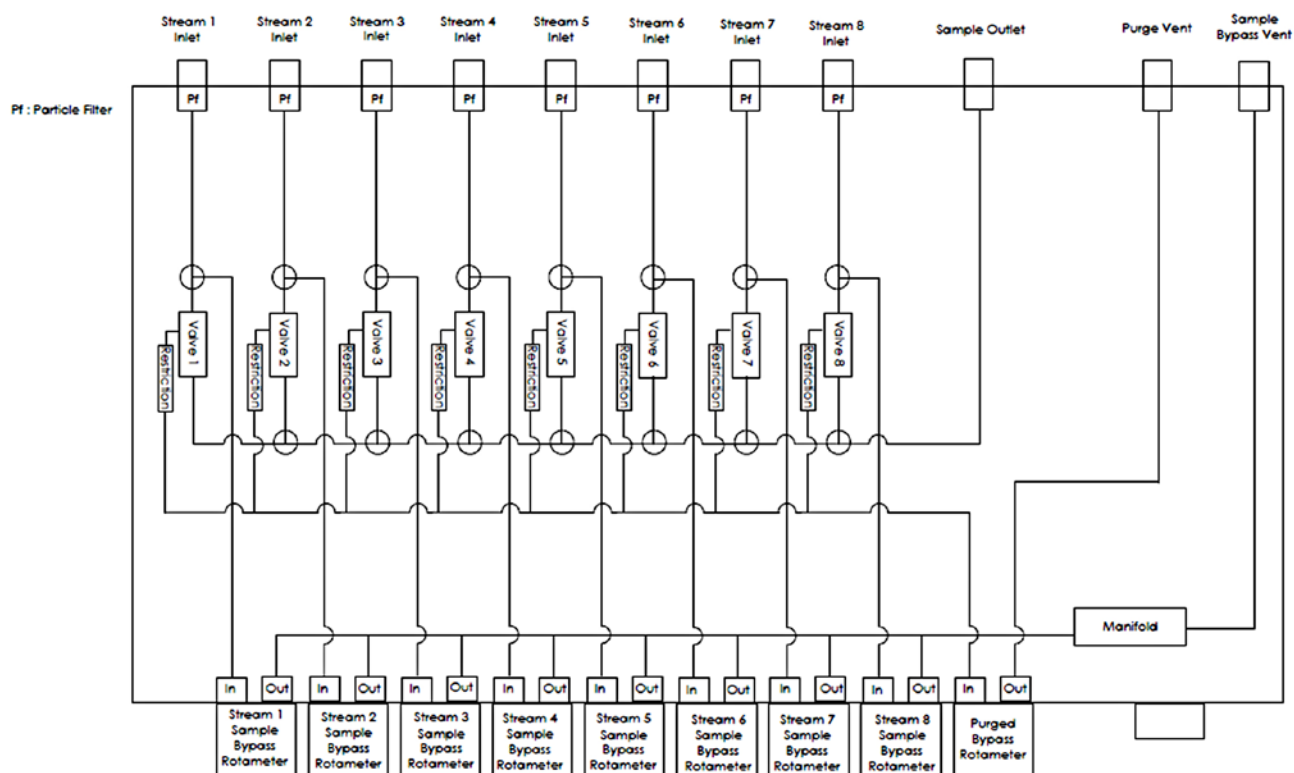 Stream 1
Inlet
Stream 2
Inlet
Stream 3
Inlet
Stream 4
Inlet
Stream 5
Inlet
Stream 6
Inlet
Stream 7
Inlet
Stream 8
Inlet
Sample Outlet
Purge Vent
Sample
Bypass Vent
Pf : Particle Filter
Pf
Pf
Pf
Pf
Pf
Pf
Pf
Pf
Restriction
Valve 1
Restriction
Valve 2
Restriction
Valve 3
Restriction
Valve 4
Restriction
Valve 5
Restriction
Valve 6
Restriction
Valve 7
Restriction
Valve 8
Manifold
In
Out
In
Out
In
Out
In
Out
In
Out
In
Out
In
Out
In
Out
In
Out
Stream 1
Sample
Bypass
Rotameter
Stream 2
Sample
Bypass
Rotameter
Stream 3
Sample
Bypass
Rotameter
Stream 4
Sample
Bypass
Rotameter
Stream 5
Sample
Bypass
Rotameter
Stream 6
Sample
Bypass
Rotameter
Stream 7
Sample
Bypass
Rotameter
Stream 8
Sample
Bypass
Rotameter
Purged
Bypass
Rotameter